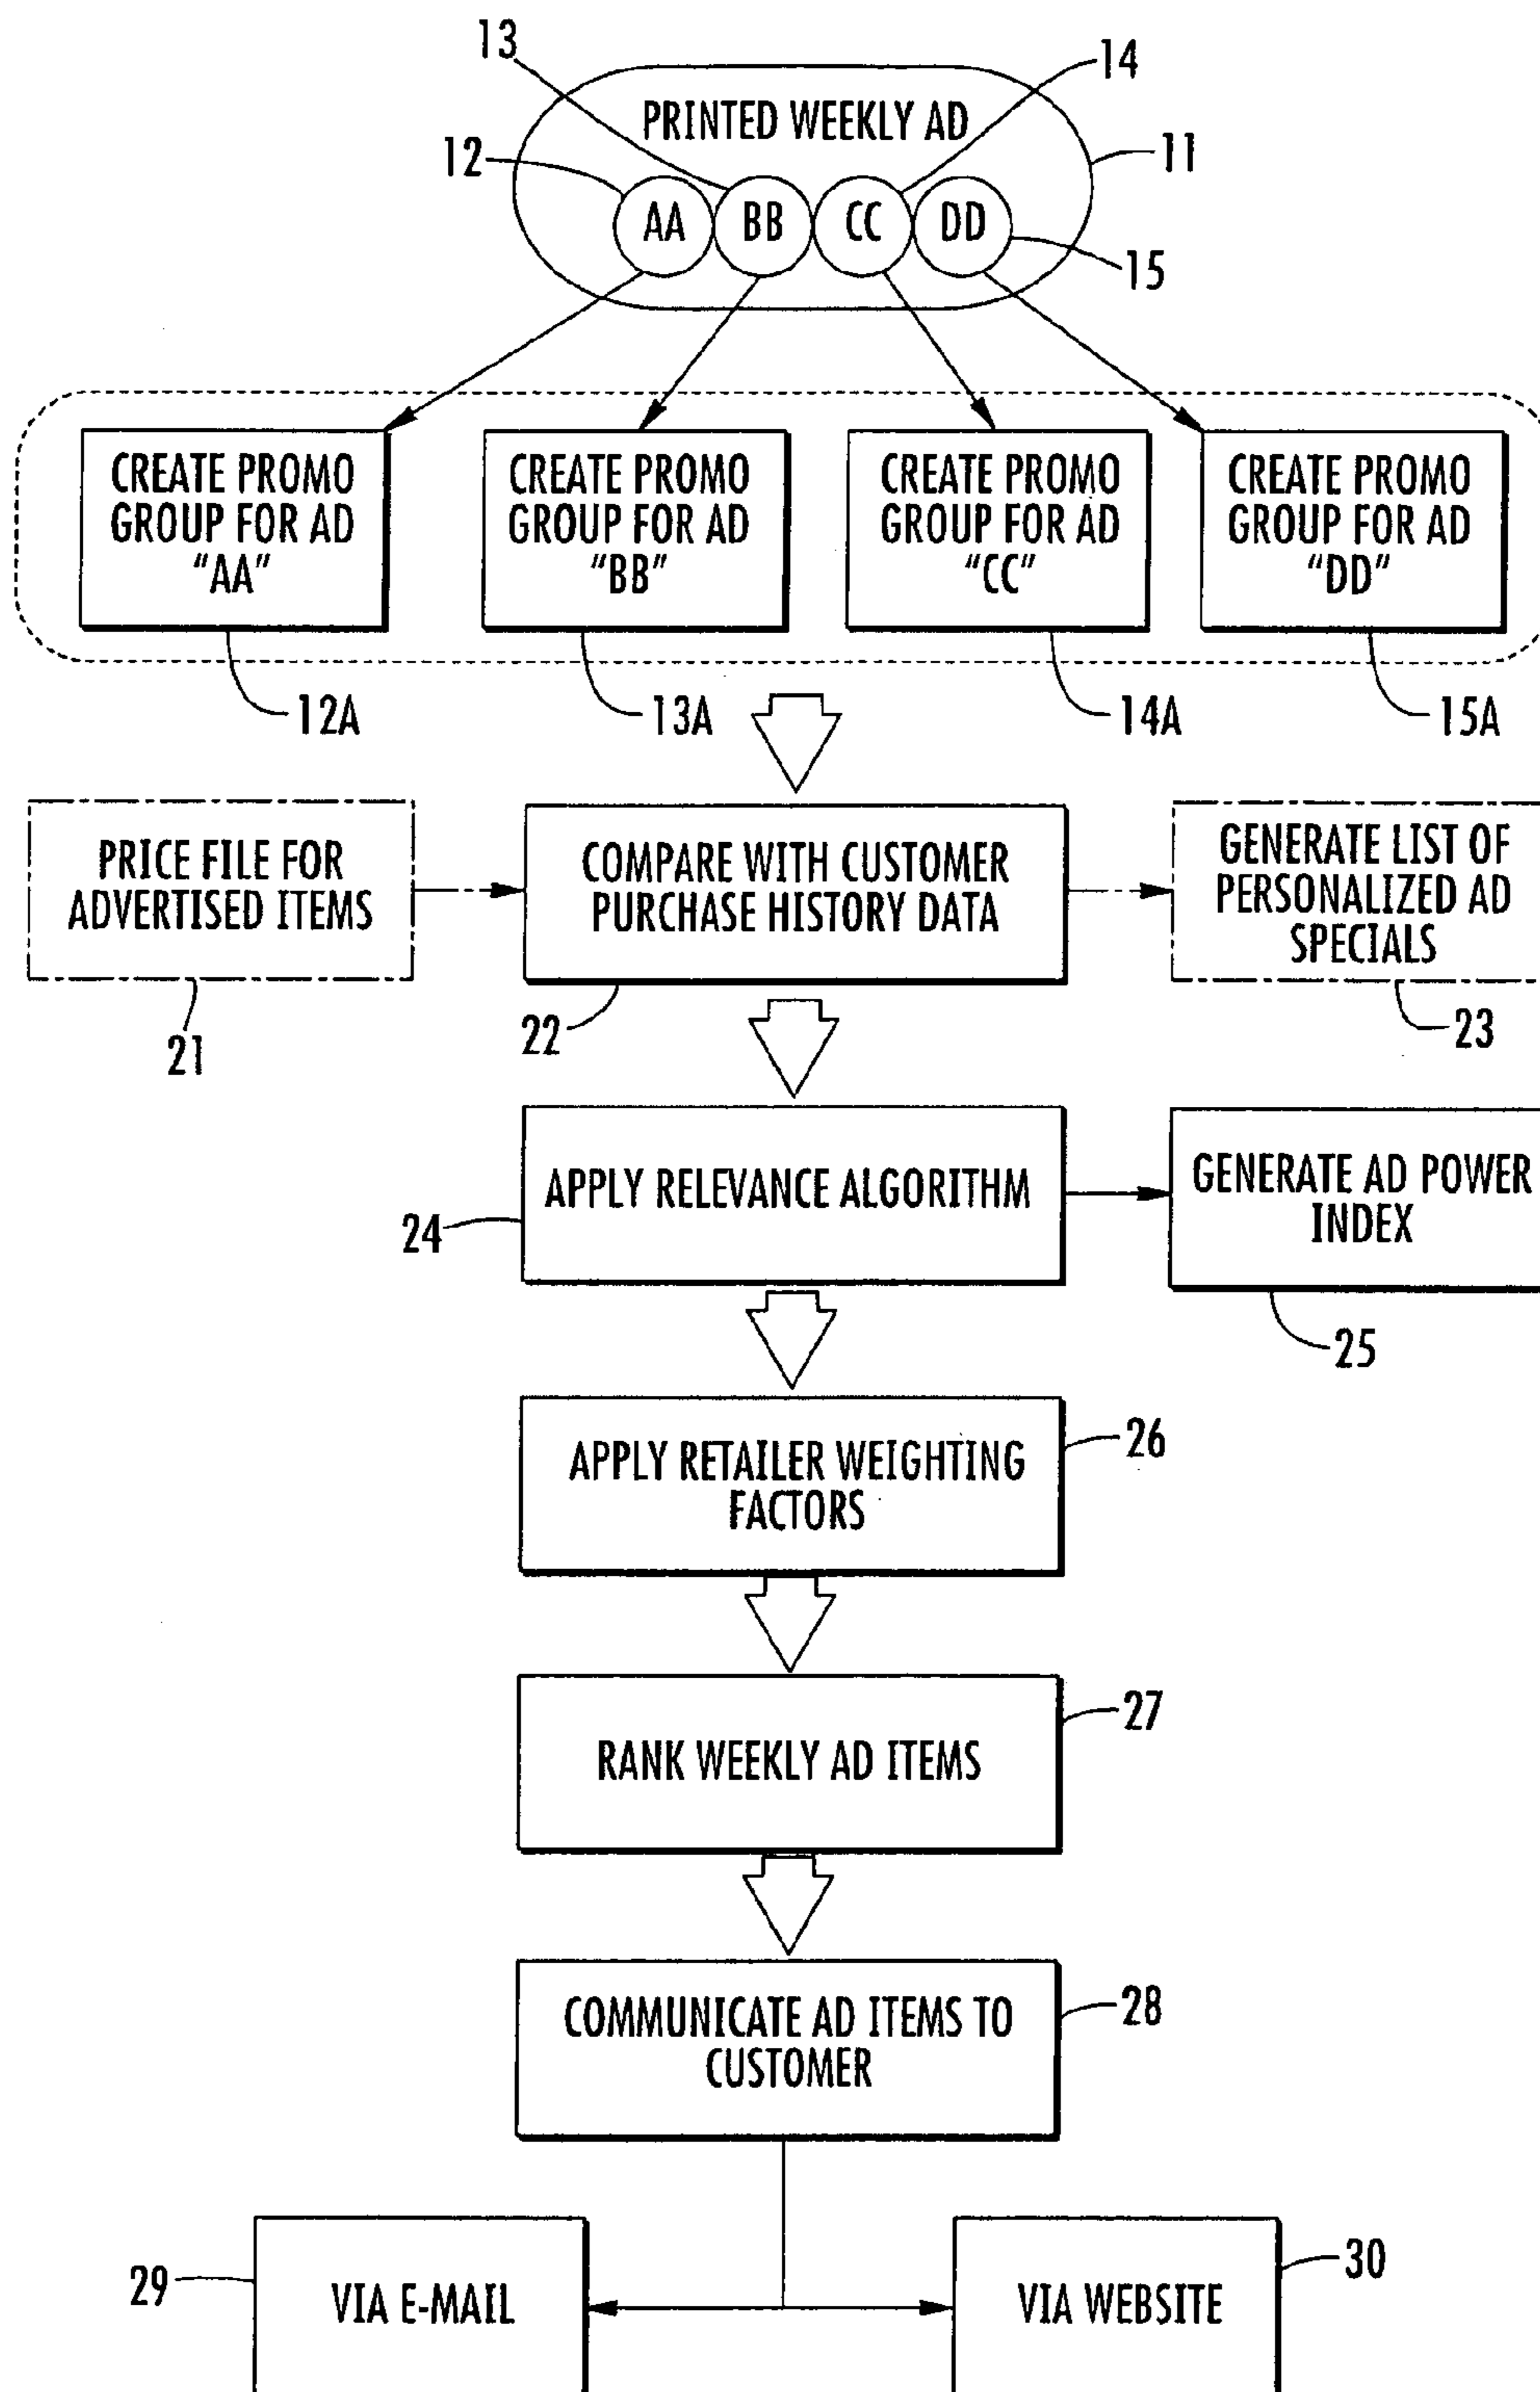 13
14
PRINTED WEEKLY AD
12
11
AA
BB
CC
DD
15
CREATE PROMO
GROUP FOR AD
"AA"
CREATE PROMO
GROUP FOR AD
"BB"
CREATE PROMO
GROUP FOR AD
"CC"
CREATE PROMO
GROUP FOR AD
"DD"
12A
13A
14A
15A
PRICE FILE FOR
ADVERTISED ITEMS
COMPARE WITH CUSTOMER
PURCHASE HISTORY DATA
GENERATE LIST OF
PERSONALIZED AD
SPECIALS
21
22
23
APPLY RELEVANCE ALGORITHM
GENERATE AD POWER
INDEX
24
25
APPLY RETAILER WEIGHTING
FACTORS
26
RANK WEEKLY AD ITEMS
27
COMMUNICATE AD ITEMS TO
CUSTOMER
28
29
VIA E-MAIL
VIA WEBSITE
30